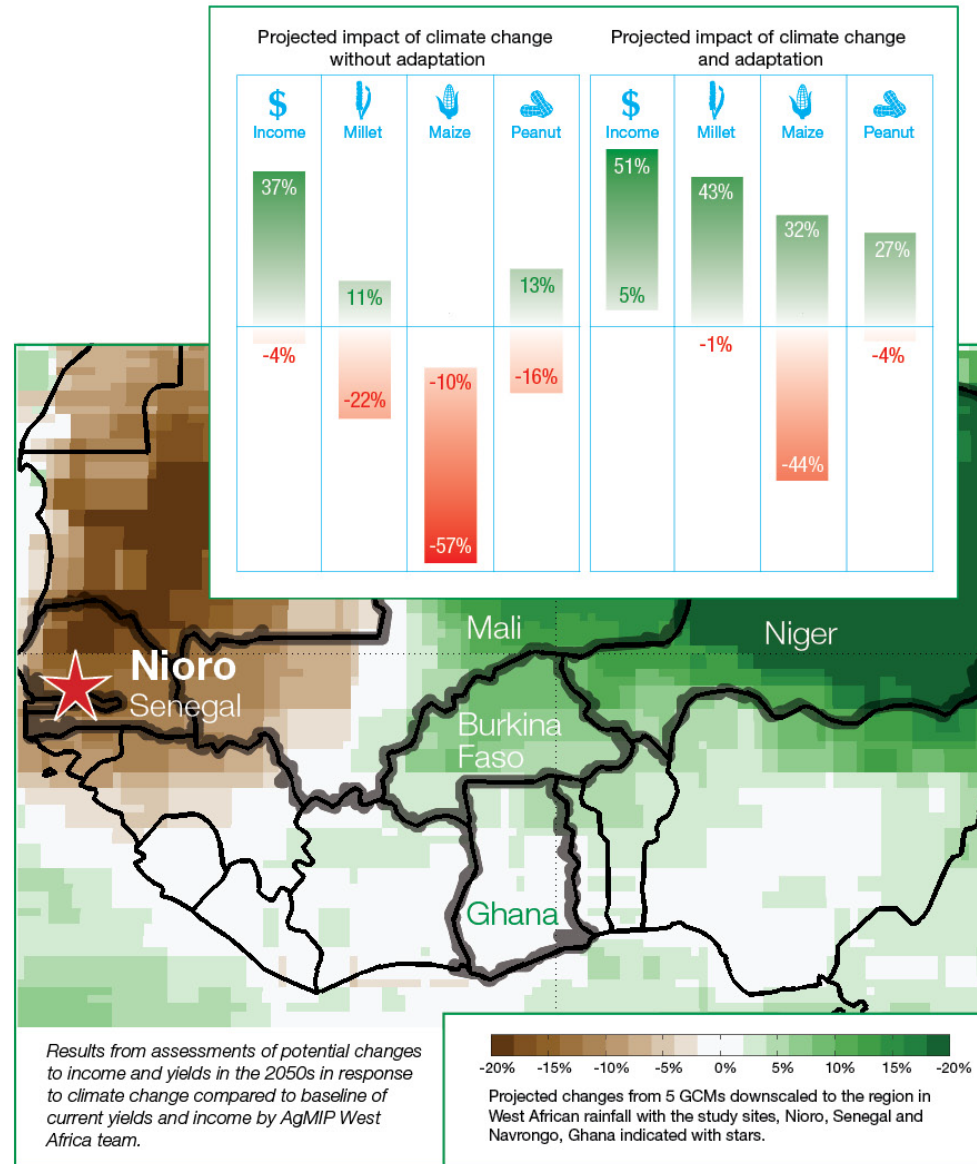 Projected impact of climate change
without adaptation
Projected impact of climate change
and adaptation
$
Income
Millet
Maize
Peanut
$
Income
Millet
Maize
Peanut
37%
-4%
11%
-22%
-10%
-57%
13%
-16%
51%
5%
43%
-1%
32%
-44%
27%
-4%
Mali
Niger
Nioro
Senegal
Burkina
Faso
Ghana
Results from assessments of potential changes
to income and yields in the 2050s in response
to climate change compared to baseline of
current yields and income by AgMIP West
Africa team.
-20% -15% -10% -5% 0% 5% 10% 15% -20%
Projected changes from 5 GCMs downscaled to the region in
West African rainfall with the study sites, Nioro, Senegal and
Navrongo, Ghana indicated with stars.